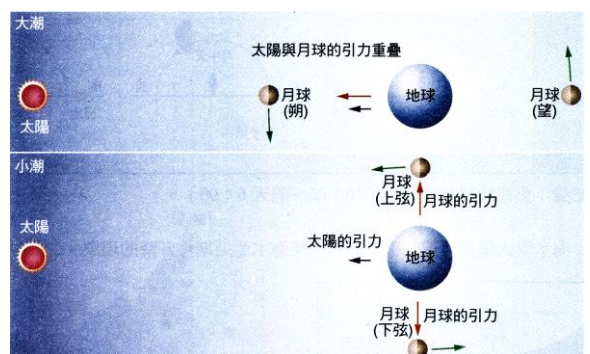 大潮
太陽與月球的引力重疊
太陽
月球
(朔)
地球
月球
(望)
小潮
月球
(上弦)
月球的引力
太陽
太陽的引力
地球
月球
(下弦)
月球的引力